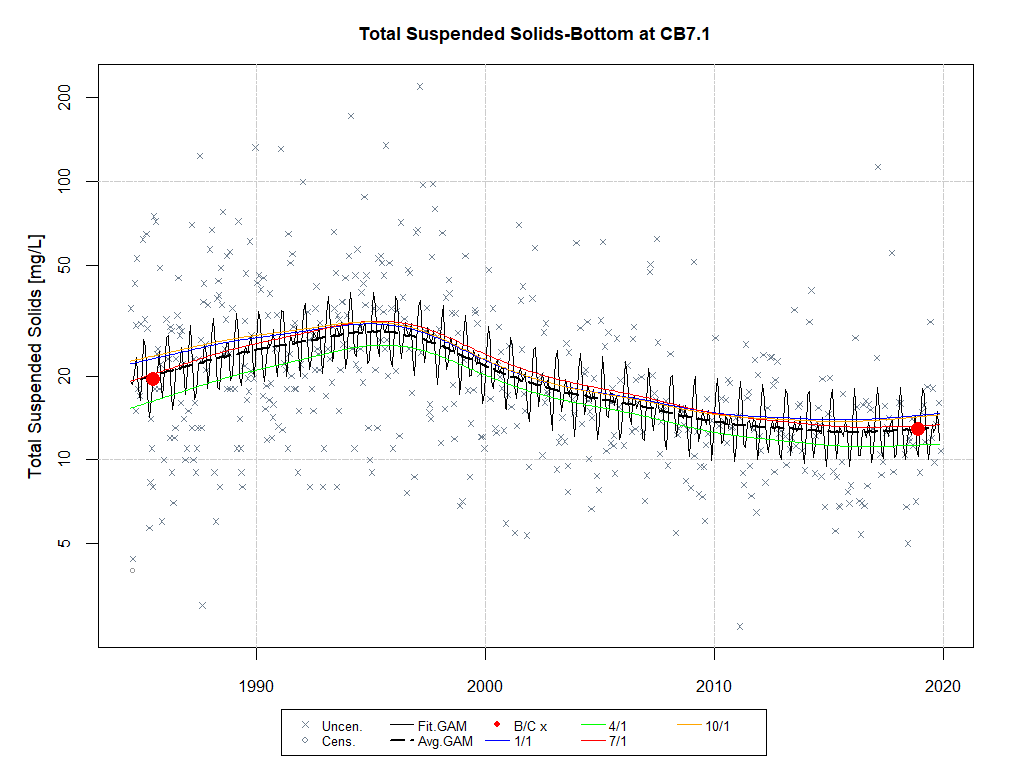 Total Suspended Solids-Bottom at CB7.1
Total Suspended Solids [mg/L]
200
100
50
20
10
5
1990 2000 2010 2020
Uncen. Fit.GAM B/C x 4/1 10/1
Cens. Avg.GAM 1/1 7/1